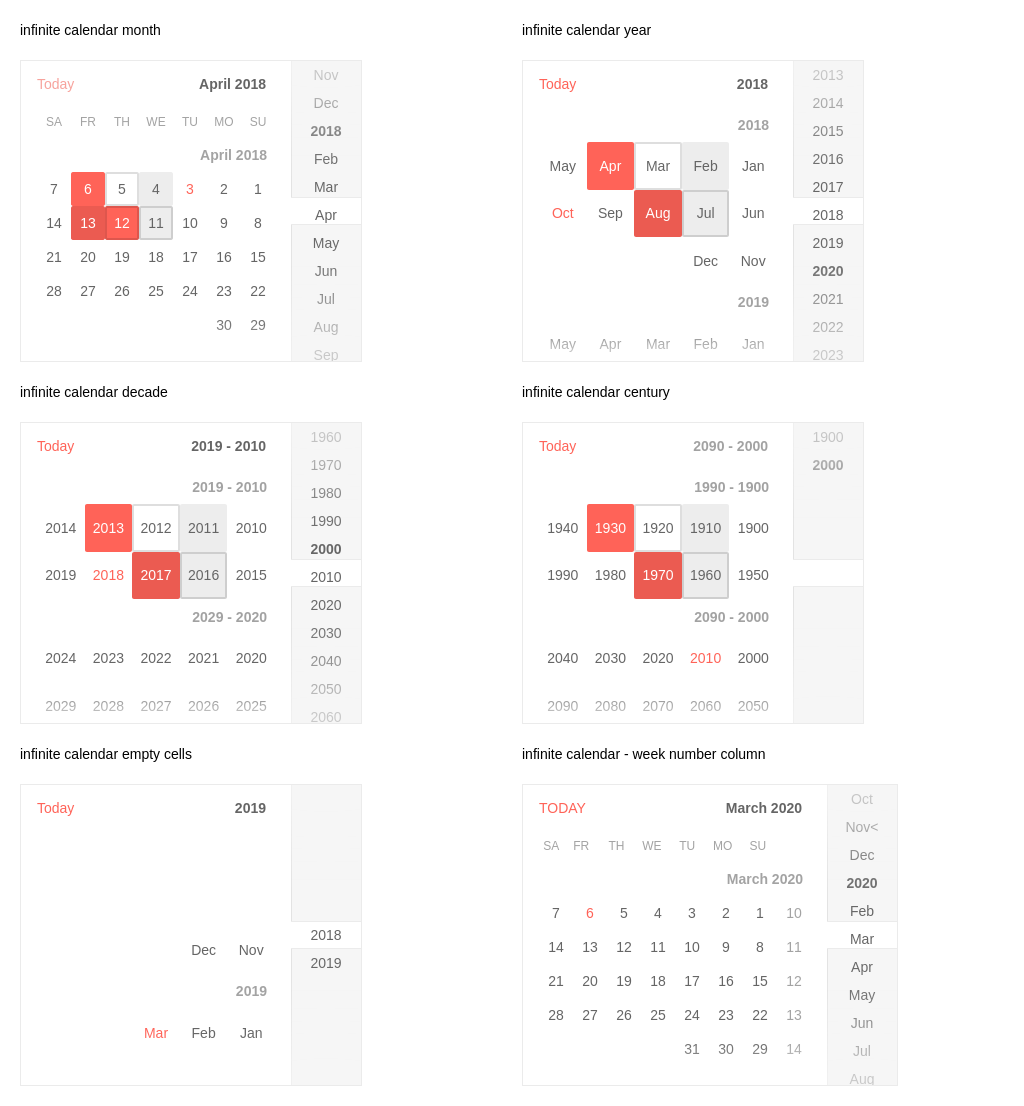 infinite calendar month
Today April 2018
SA FR TH WE TU MO SU
April 2018
7 6 5 4 3 2 1
14 13 12 11 10 9 8
21 20 19 18 17 16 15
28 27 26 25 24 23 22
30 29
Nov
Dec
2018
Feb
Mar
Apr
May
Jun
Jul
Aug
Sep
infinite calendar year
Today 2018
2018
May Apr Mar Feb Jan
Oct Sep Aug Jul Jun
Dec Nov
2019
May Apr Mar Feb Jan
2013
2014
2015
2016
2017
2018
2019
2020
2021
2022
2023
infinite calendar decade
Today 2019 - 2010
2019 - 2010
2014 2013 2012 2011 2010
2019 2018 2017 2016 2015
2029 - 2020
2024 2023 2022 2021 2020
2029 2028 2027 2026 2025
1960
1970
1980
1990
2000
2010
2020
2030
2040
2050
2060
infinite calendar century
Today 2090 - 2000
1990 - 1900
1940 1930 1920 1910 1900
1990 1980 1970 1960 1950
2090 - 2000
2040 2030 2020 2010 2000
2090 2080 2070 2060 2050
1900
2000
infinite calendar empty cells
Today 2019
Dec Nov
2019
Mar Feb Jan
2018
2019
infinite calendar - week number column
TODAY March 2020
SA FR TH WE TU MO SU
March 2020
7 6 5 4 3 2 1 10
14 13 12 11 10 9 8 11
21 20 19 18 17 16 15 12
28 27 26 25 24 23 22 13
31 30 29 14
Oct
Nov<
Dec
2020
Feb
Mar
Apr
May
Jun
Jul
Aug